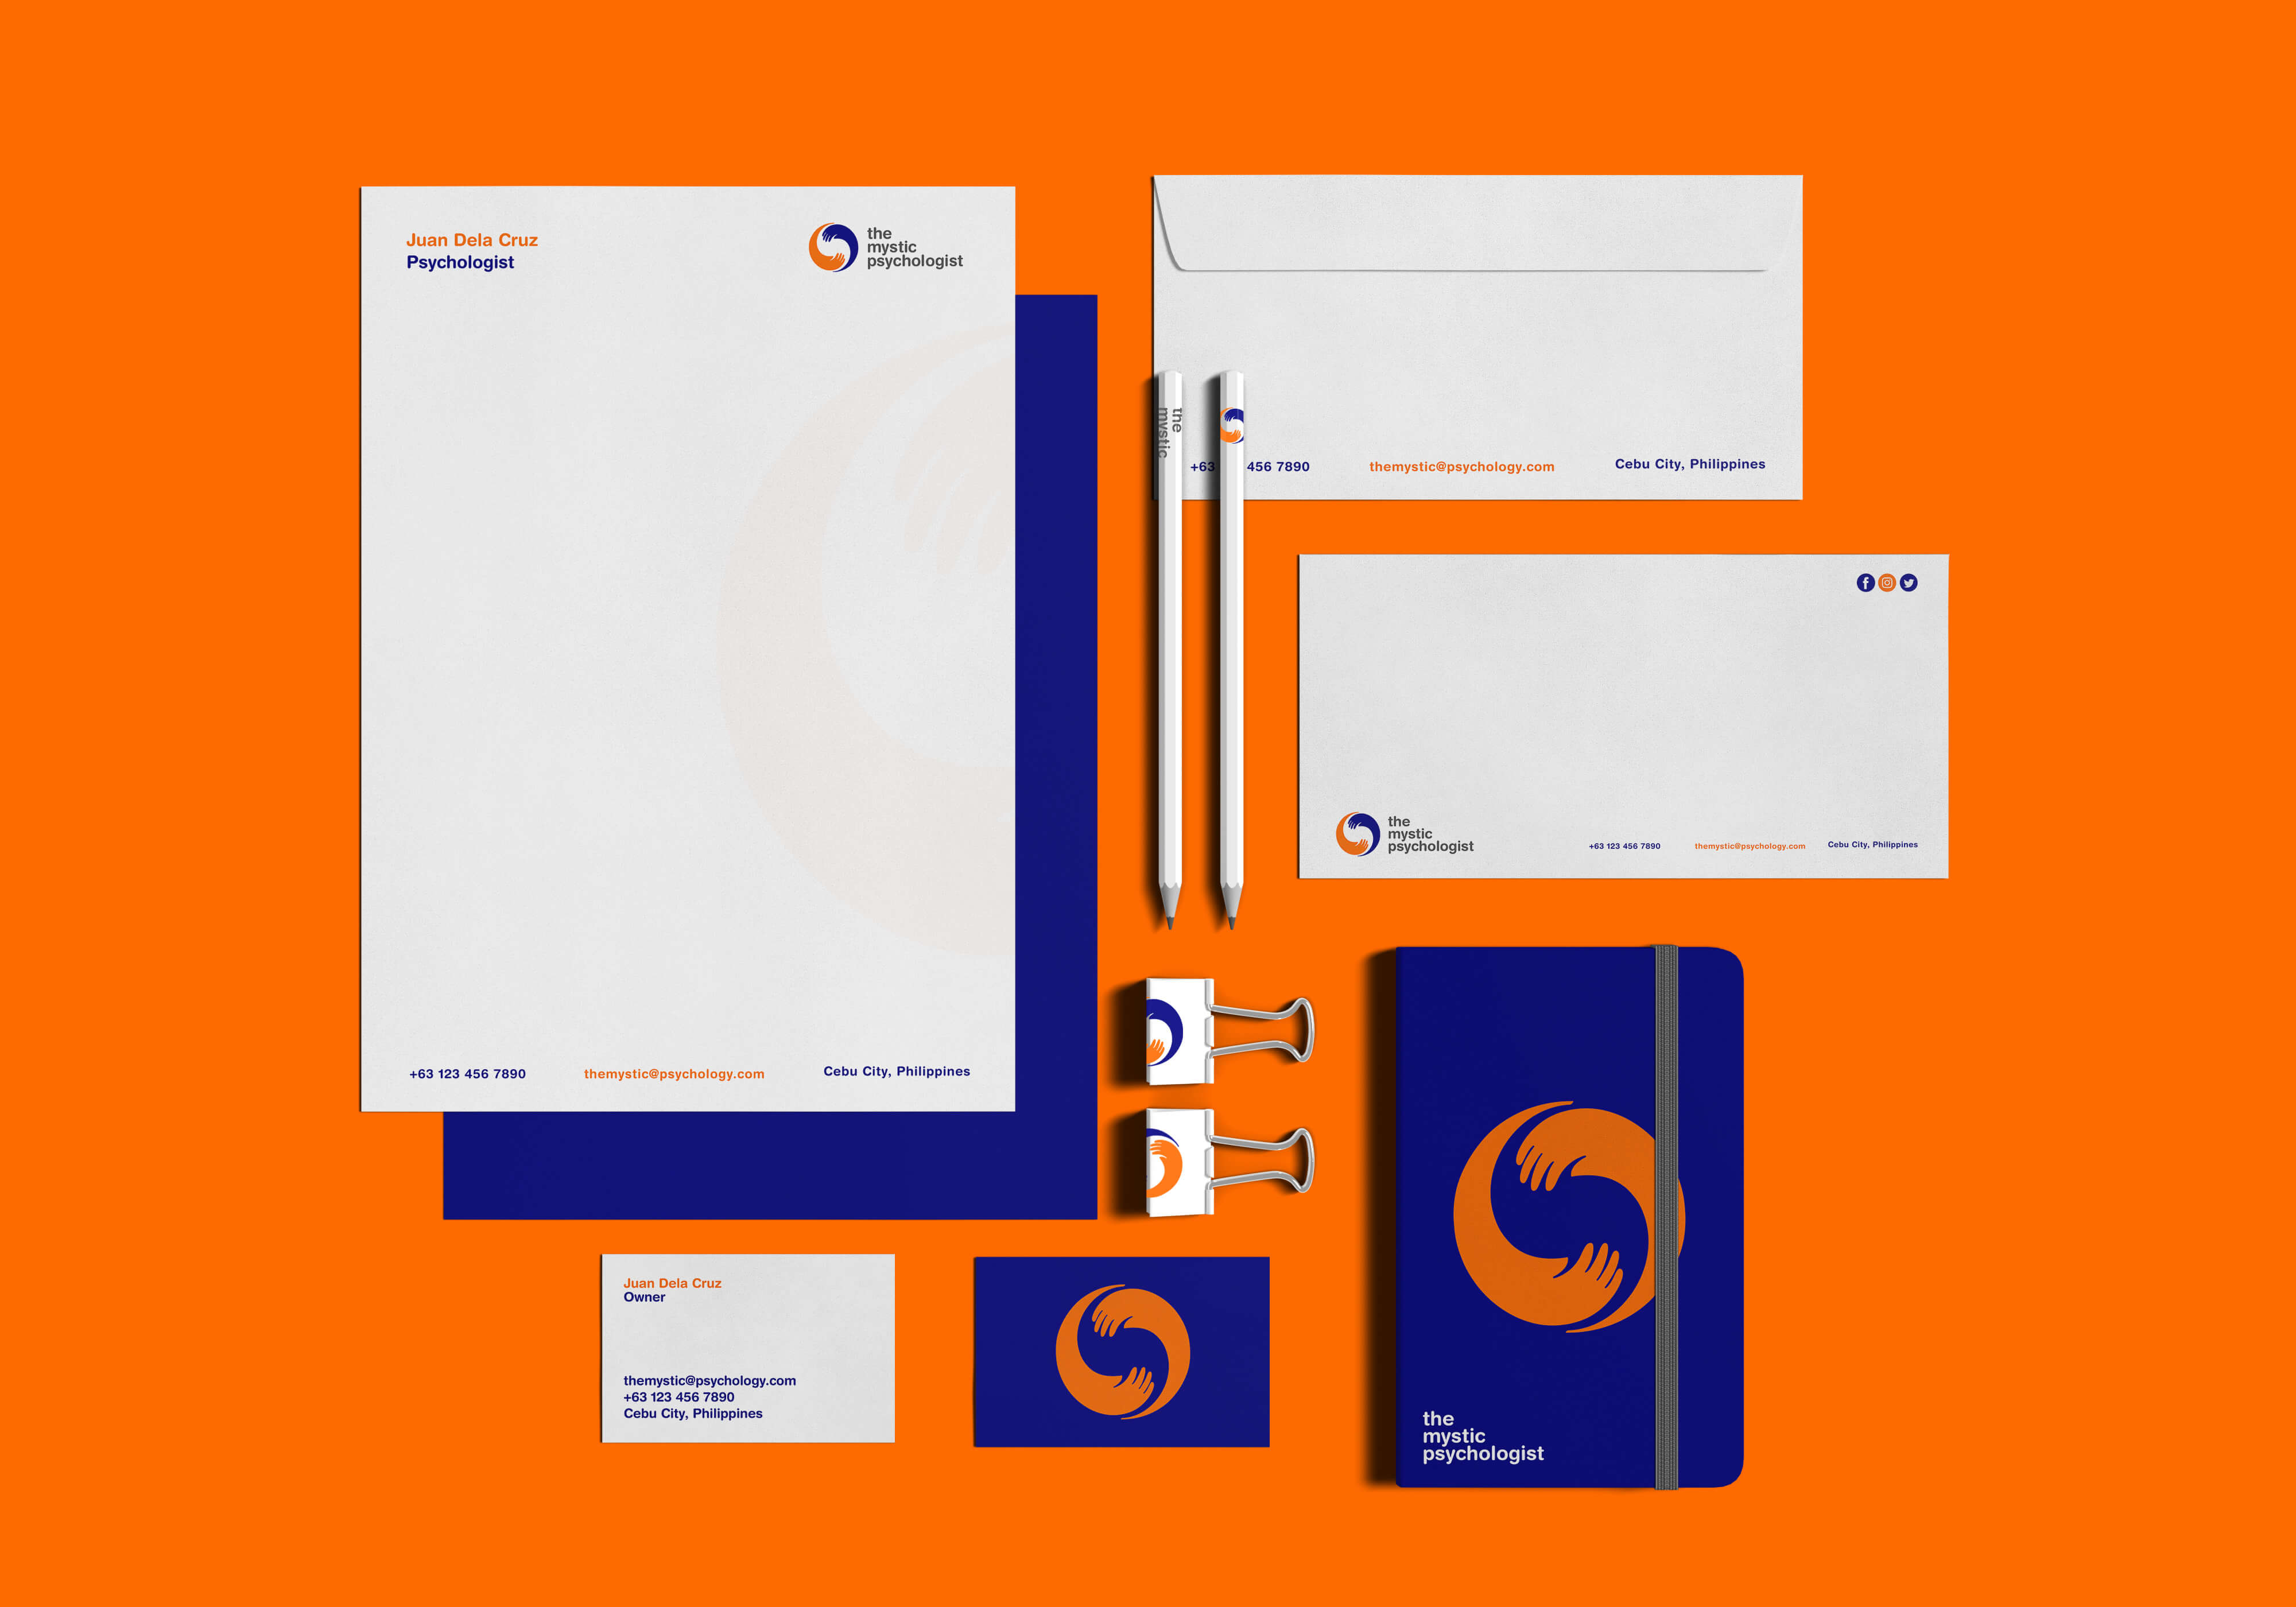 Juan Dela Cruz
Psychologist
the
mystic
psychologist
+63 123 456 7890
themystic@psychology.com
Cebu City, Philippines
the
mystic
+63
456 7890
themystic@psychology.com
Cebu City, Philippines
the
mystic
psychologist
+63 123 456 7890
themystic@psychology.com
Cebu City, Philippines
Juan Dela Cruz
Owner
themystic@psychology.com
+63 123 456 7890
Cebu City, Philippines
the
mystic
psychologist